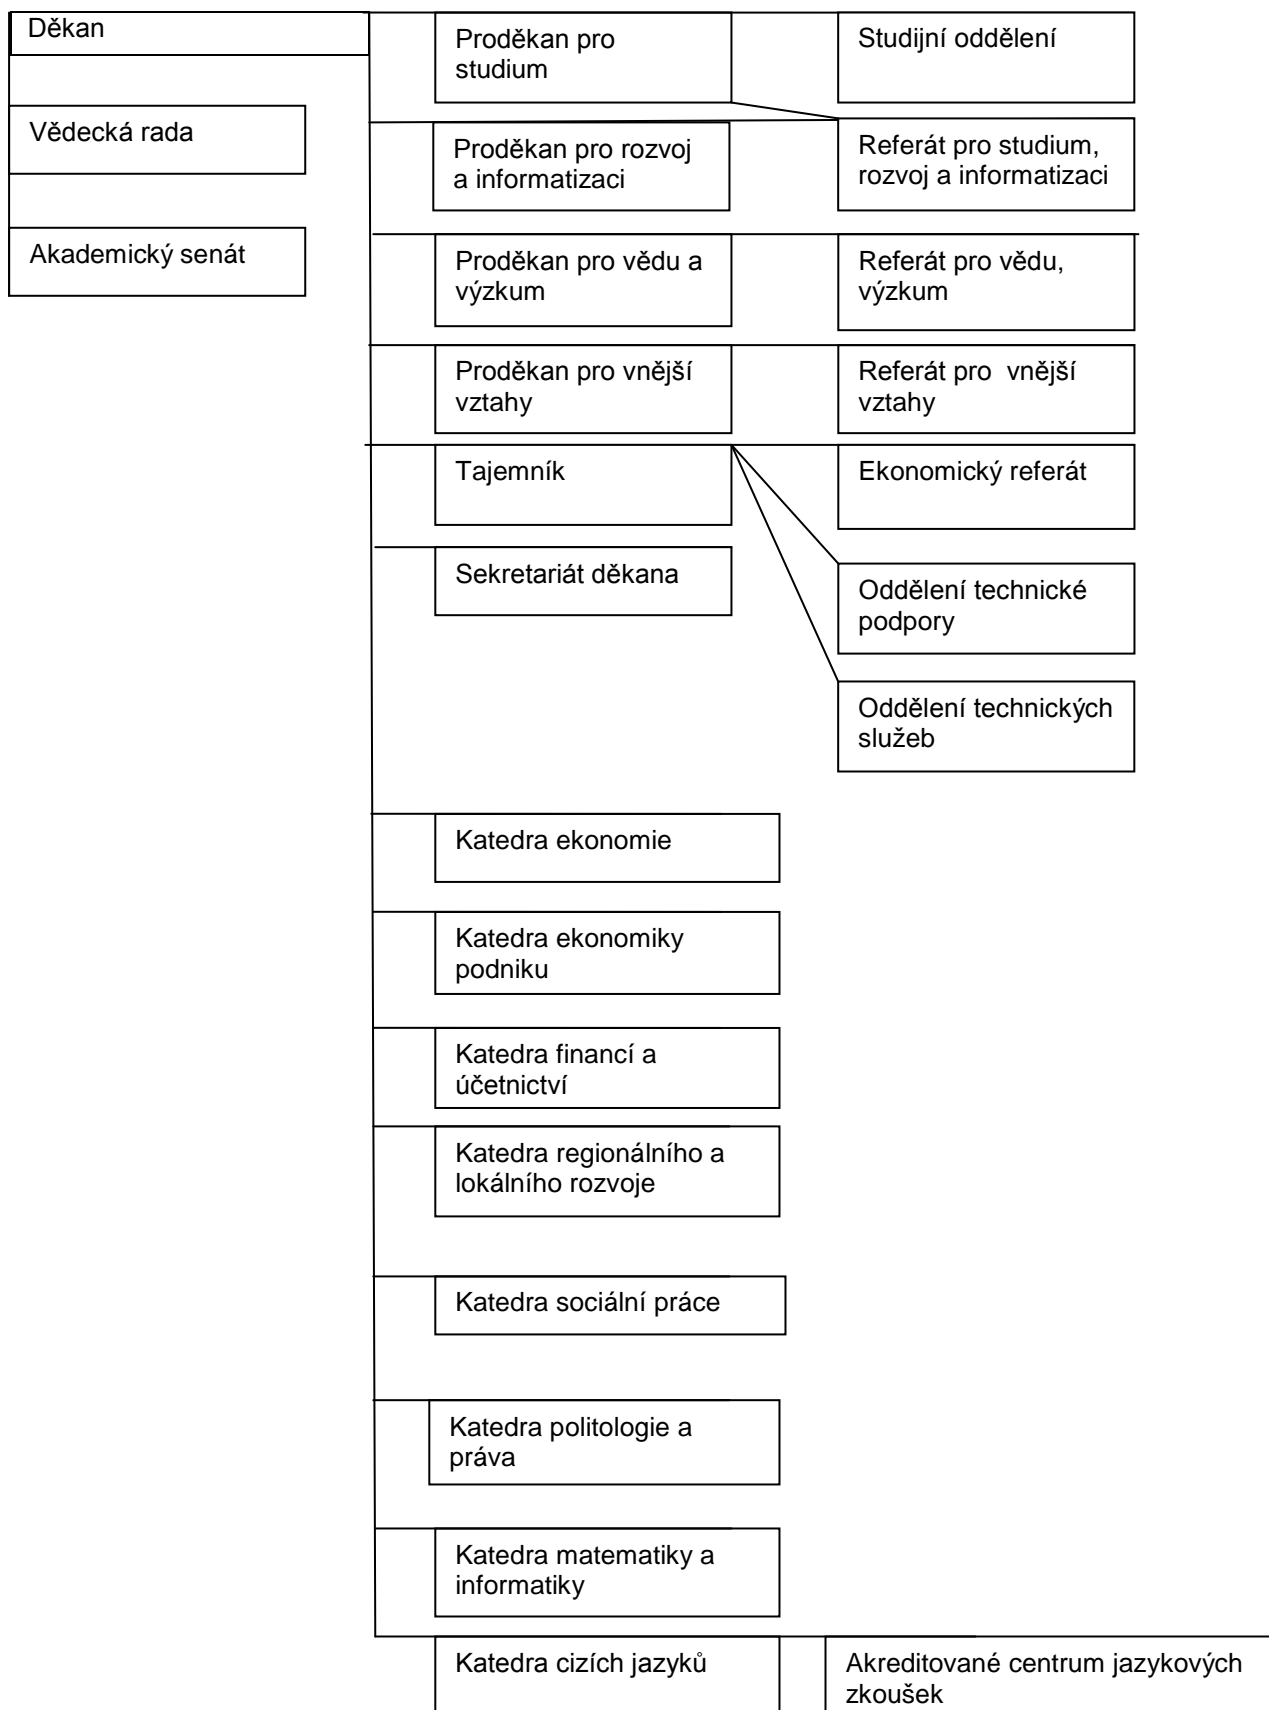 Děkan
Vědecká rada
Akademický senát
Proděkan pro
studium
Studijní oddělení
Proděkan pro rozvoj
a informatizaci
Referát pro studium,
rozvoj a informatizaci
Proděkan pro vědu a
výzkum
Referát pro vědu,
výzkum
Proděkan pro vnější
vztahy
Referát pro  vnější
vztahy
Tajemník
Ekonomický referát
Sekretariát děkana
Oddělení technické
podpory
Oddělení technických
služeb
Katedra ekonomie
Katedra ekonomiky
podniku
Katedra financí a
účetnictví
Katedra regionálního a
lokálního rozvoje
Katedra sociální práce
Katedra politologie a
práva
Katedra matematiky a
informatiky
Katedra cizích jazyků
Akreditované centrum jazykových
zkoušek